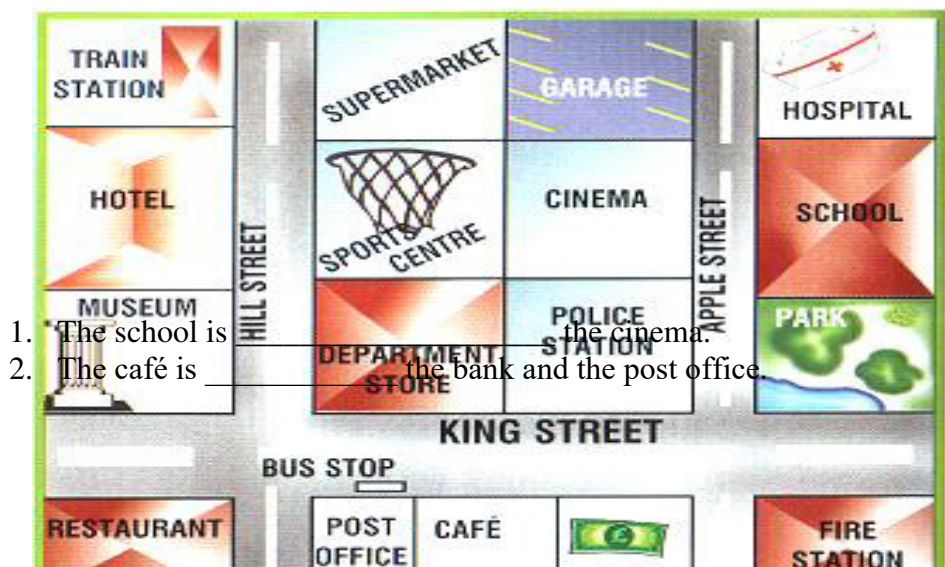 TRAIN
STATION
SUPERMARKET
GARAGE
HOSPITAL
HOTEL
SPORTS
CENTRE
CINEMA
SCHOOL
HILL STREET
APPLE STREET
MUSEUM
DEPARTMENT
STORE
POLICE
STATION
PARK
1. The school is ______________________ the cinema.
2. The café is _____________ the bank and the post office.
KING STREET
BUS STOP
RESTAURANT
POST
OFFICE
CAFÉ
£
FIRE
STATION